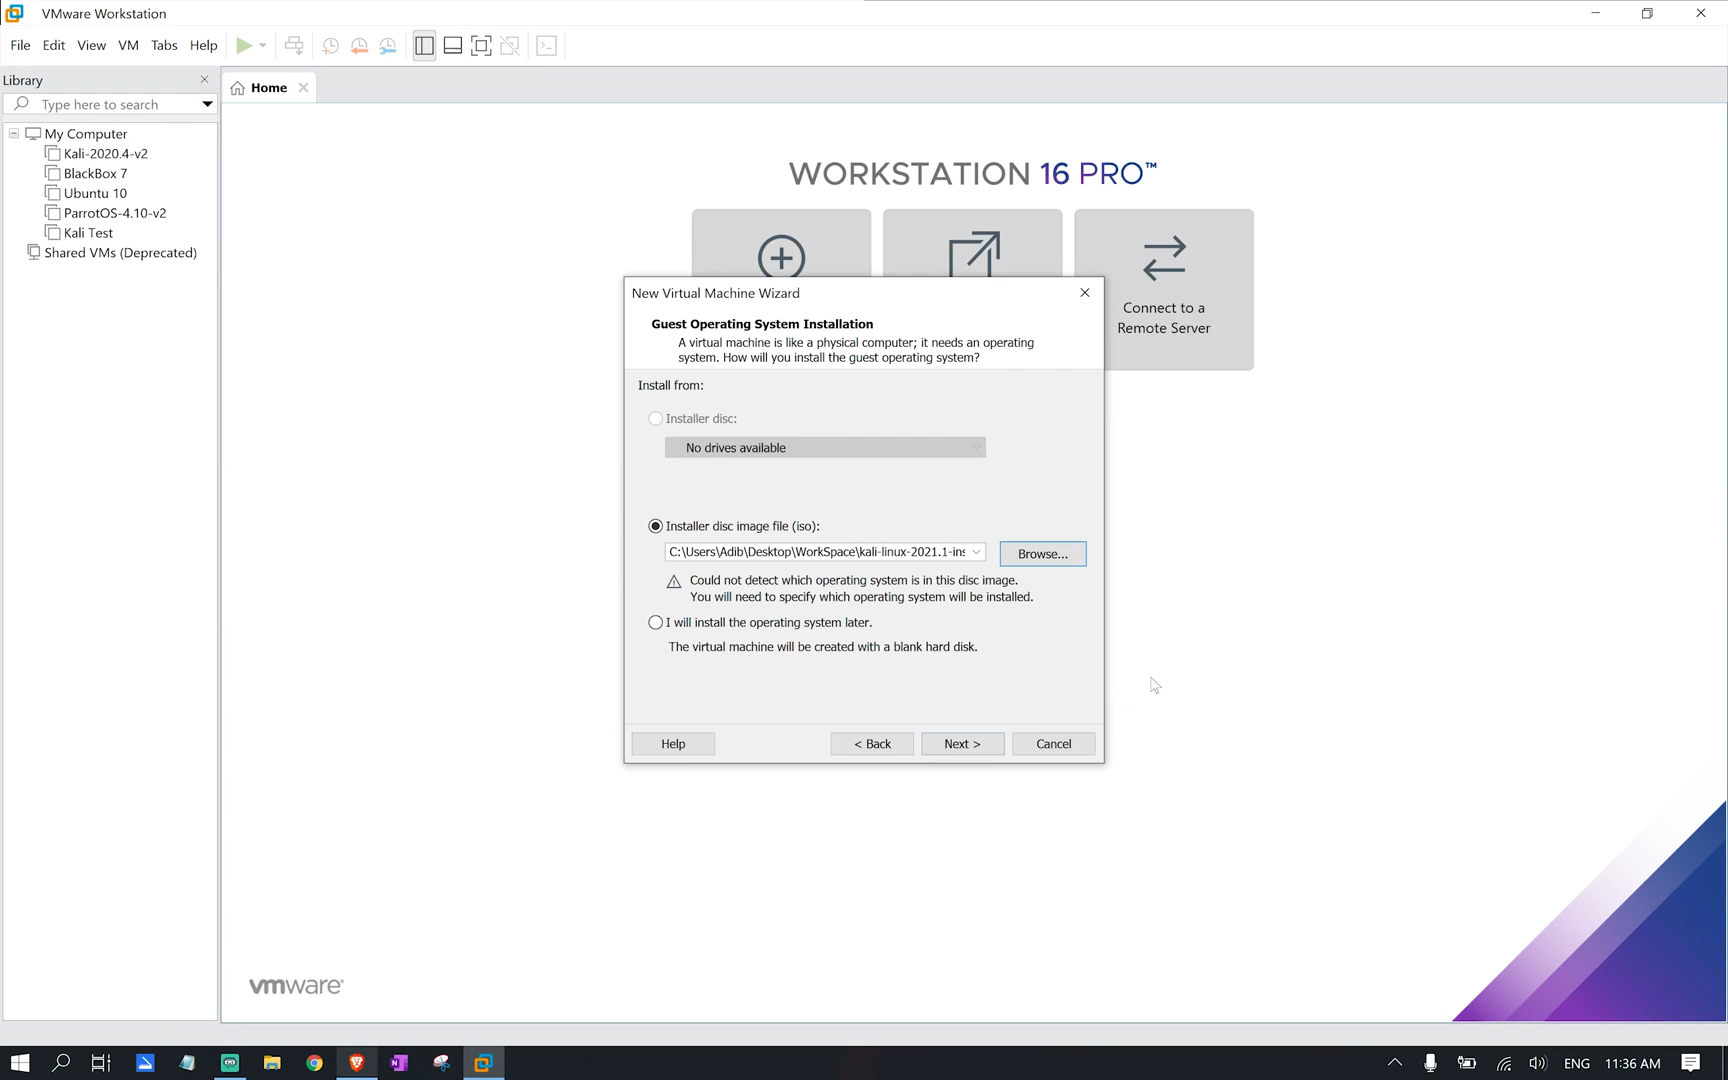 VMware Workstation
File Edit View VM Tabs Help
Library
Type here to search
Home
My Computer
Kali-2020.4-v2
BlackBox 7
Ubuntu 10
ParrotOS-4.10-v2
Kali Test
Shared VMs (Deprecated)
WORKSTATION 16 PRO™
Connect to a
Remote Server
New Virtual Machine Wizard
Guest Operating System Installation
A virtual machine is like a physical computer; it needs an operating
system. How will you install the guest operating system?
Install from:
Installer disc:
No drives available
Installer disc image file (iso):
C:\Users\Adib\Desktop\WorkSpace\kali-linux-2021.1-ins
Browse...
Could not detect which operating system is in this disc image.
You will need to specify which operating system will be installed.
I will install the operating system later.
The virtual machine will be created with a blank hard disk.
Help
< Back
Next >
Cancel
vmware®
ENG 11:36 AM